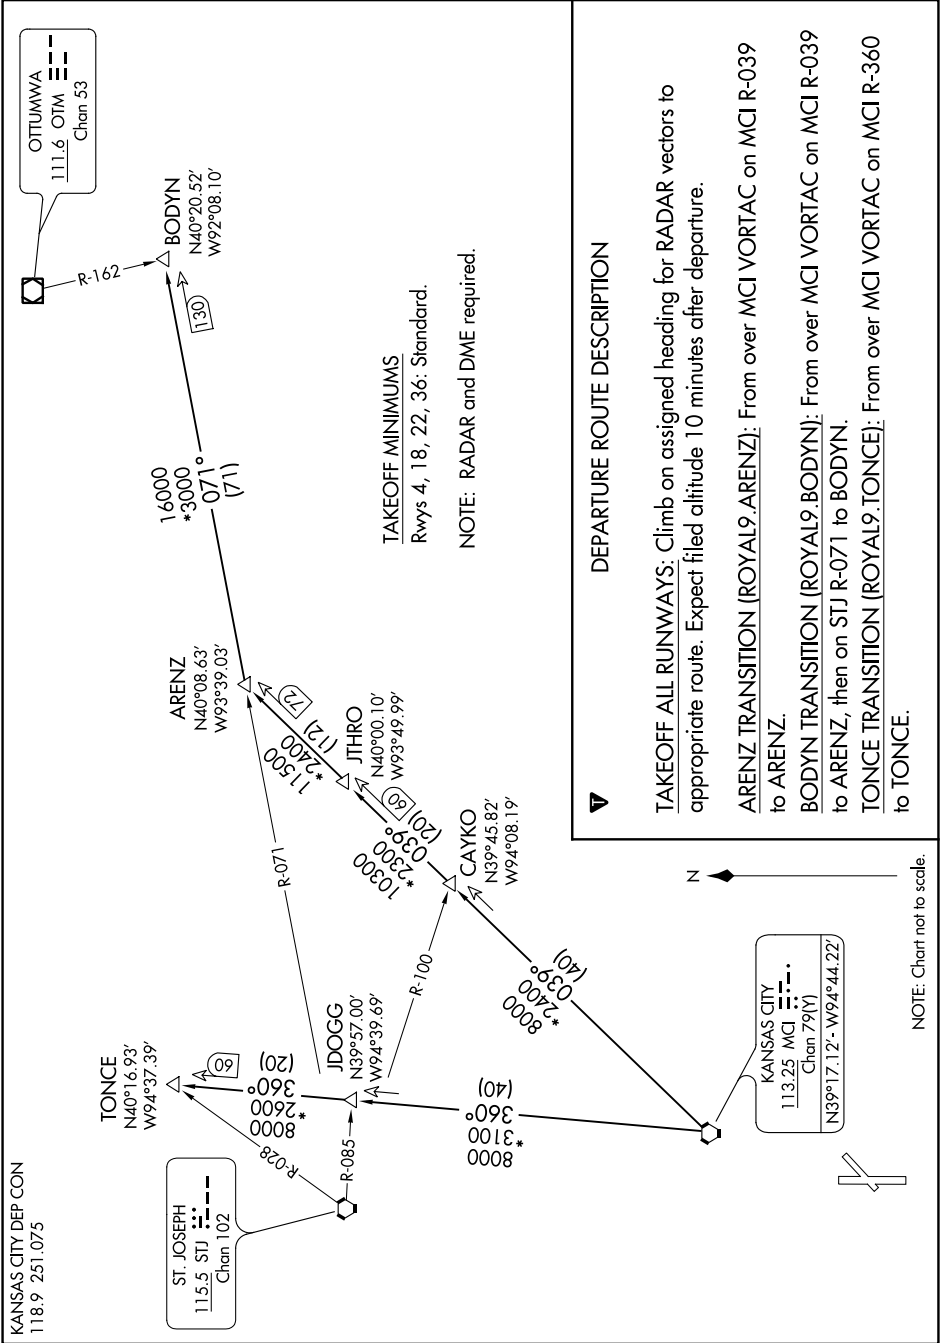 KANSAS CITY DEP CON
118.9 251.075
OTTUMWA
111.6 OTM
Chan 53
R-162
BODYN
N40°20.52'
W92°08.10'
130
16000
*3000
071°
(71)
TAKEOFF MINIMUMS
Rwys 4, 18, 22, 36: Standard.
NOTE: RADAR and DME required.
ARENZ
N40°08.63'
W93°39.03'
72
11500
*2400
(12)
JTHRO
N40°00.10'
W93°49.99'
60
10300
*2300
039°
(20)
R-071
CAYKO
N39°45.82'
W94°08.19'
R-100
8000
*2400
039°
(40)
TONCE
N40°16.93'
W94°37.39'
60
8000
*2600
360°
(20)
JDOGG
N39°57.00'
W94°39.69'
8000
*3100
360°
(40)
R-028
R-085
ST. JOSEPH
115.5 STJ
Chan 102
KANSAS CITY
113.25 MCI
Chan 79(Y)
N39°17.12'- W94°44.22'
N
NOTE: Chart not to scale.
T
DEPARTURE ROUTE DESCRIPTION
TAKEOFF ALL RUNWAYS: Climb on assigned heading for RADAR vectors to
appropriate route. Expect filed altitude 10 minutes after departure.
ARENZ TRANSITION (ROYAL9.ARENZ): From over MCI VORTAC on MCI R-039
to ARENZ.
BODYN TRANSITION (ROYAL9.BODYN): From over MCI VORTAC on MCI R-039
to ARENZ, then on STJ R-071 to BODYN.
TONCE TRANSITION (ROYAL9.TONCE): From over MCI VORTAC on MCI R-360
to TONCE.